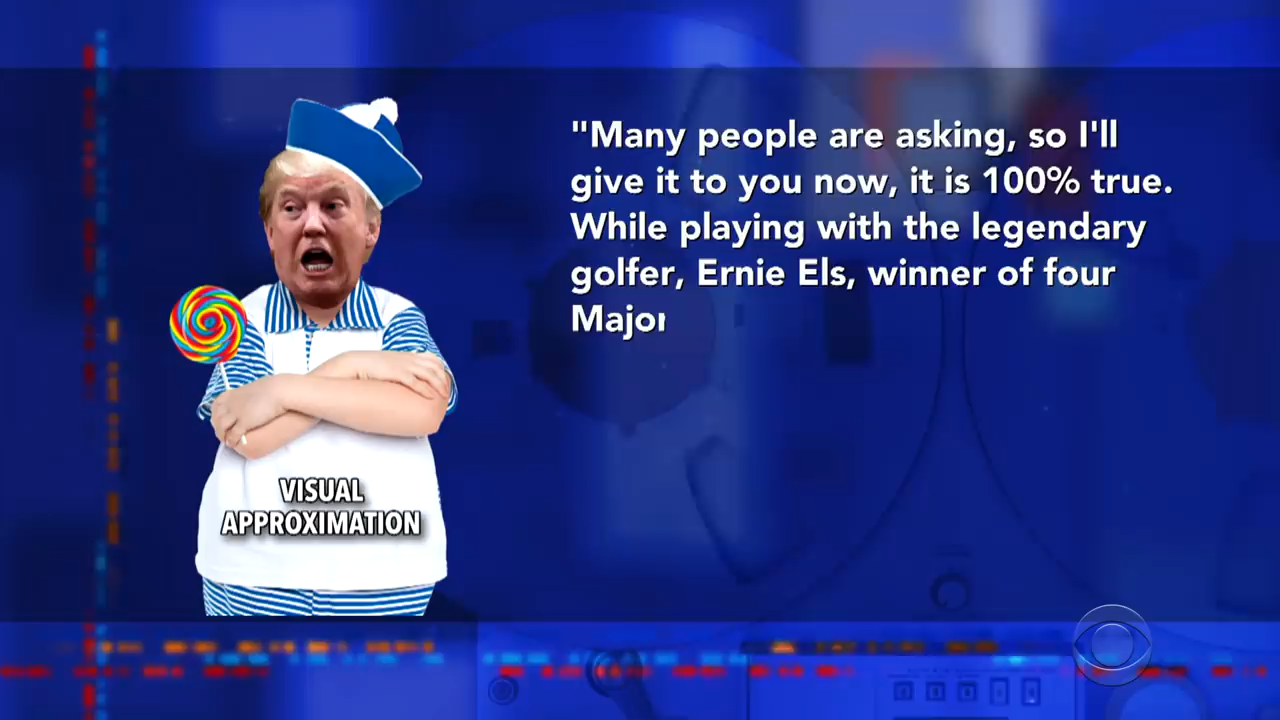 "Many people are asking, so I'll
give it to you now, it is 100% true.
While playing with the legendary
golfer, Ernie Els, winner of four
Major
VISUAL
APPROXIMATION